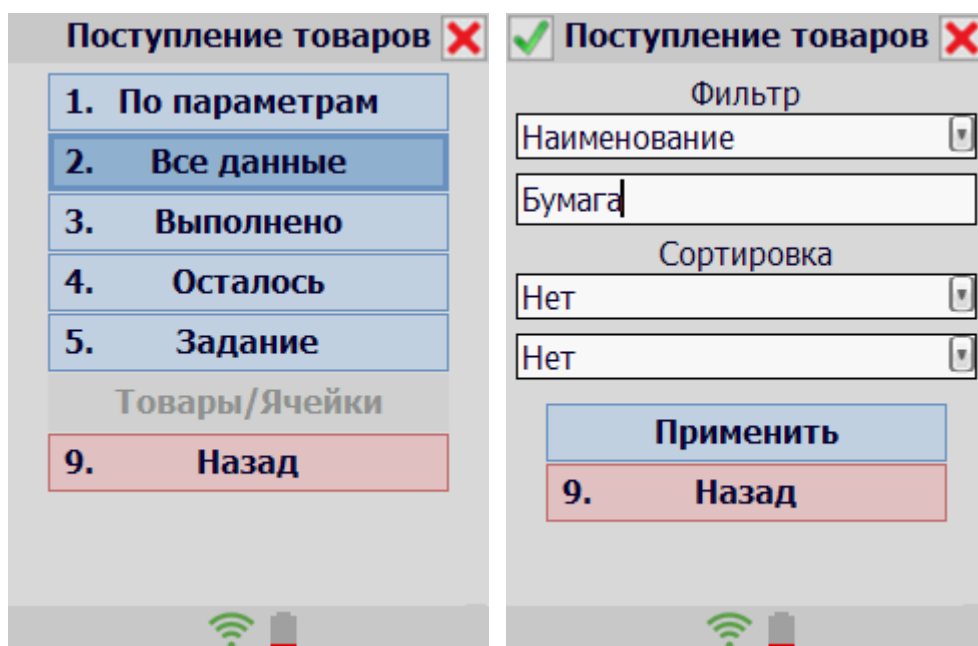 Поступление товаров
1. По параметрам
2. Все данные
3. Выполнено
4. Осталось
5. Задание
Товары/Ячейки
9. Назад
Поступление товаров
Фильтр
Наименование
Бумага
Сортировка
Нет
Нет
Применить
9. Назад